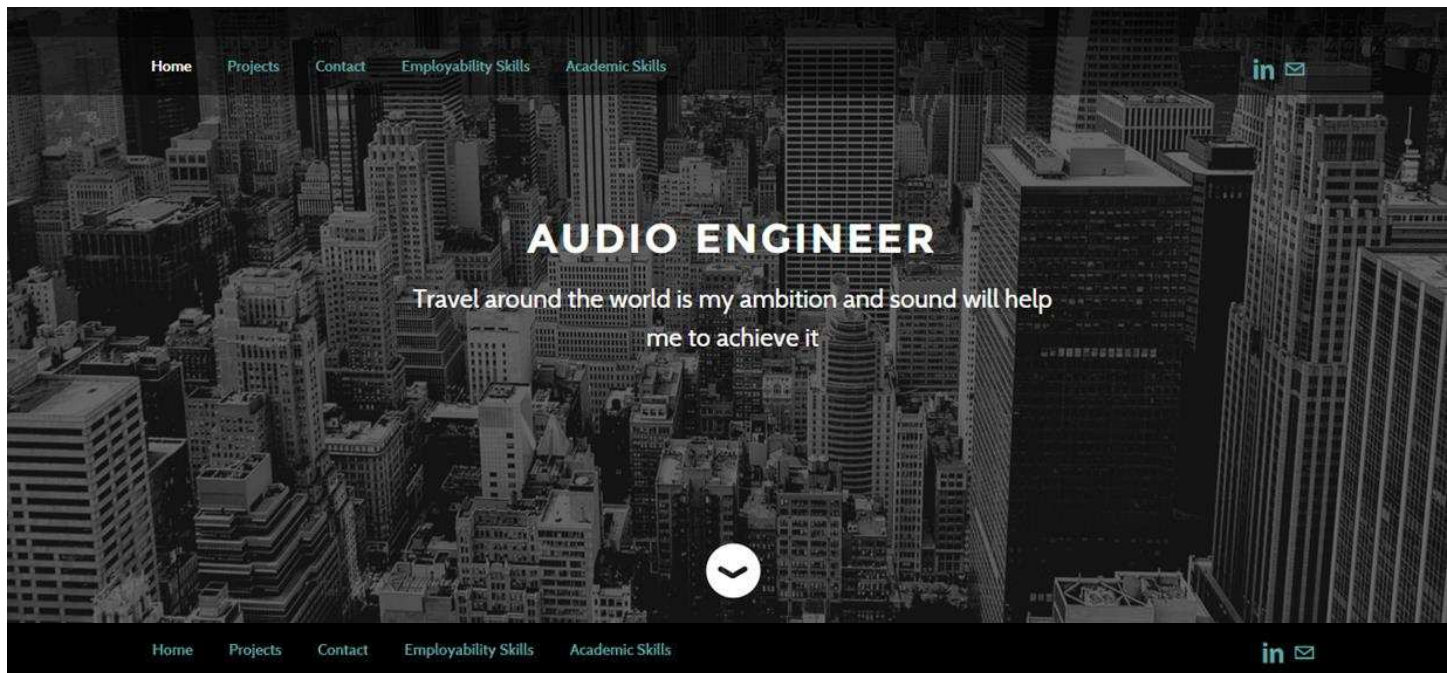 Home Projects Contact Employability Skills Academic Skills in
AUDIO ENGINEER
Travel around the world is my ambition and sound will help
me to achieve it
Home Projects Contact Employability Skills Academic Skills in